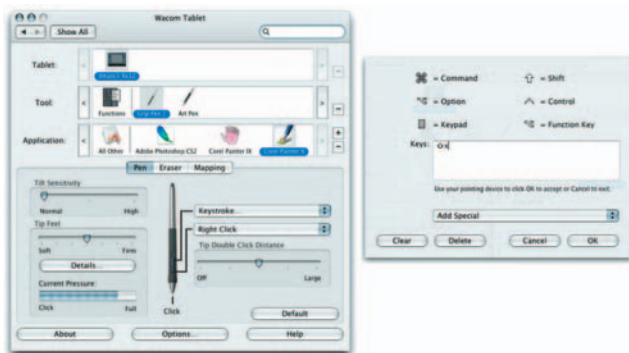 Wacom Tablet
Show All
Tablet:
Intuos3 9x12
Tool:
Functions
Grip Pen 2
Art Pen
Application:
All Other
Adobe Photoshop CS2
Corel Painter IX
Corel Painter X
Pen
Eraser
Mapping
Tilt Sensitivity
Normal
High
Tip Feel
Soft
Firm
Details...
Current Pressure
Click
Full
Keystroke...
Right Click
Tip Double Click Distance
Off
Large
Click
Default
About
Options...
Help
⌘ = Command
⇧ = Shift
⌥ = Option
⌃ = Control
= Keypad
= Function Key
Keys:
Use your pointing device to click OK to accept or Cancel to exit.
Add Special
Clear
Delete
Cancel
OK